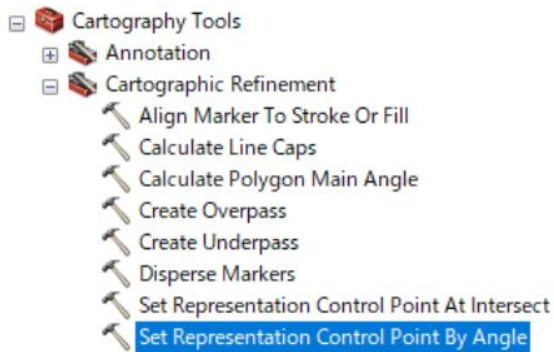 Cartography Tools
Annotation
Cartographic Refinement
Align Marker To Stroke Or Fill
Calculate Line Caps
Calculate Polygon Main Angle
Create Overpass
Create Underpass
Disperse Markers
Set Representation Control Point At Intersect
Set Representation Control Point By Angle